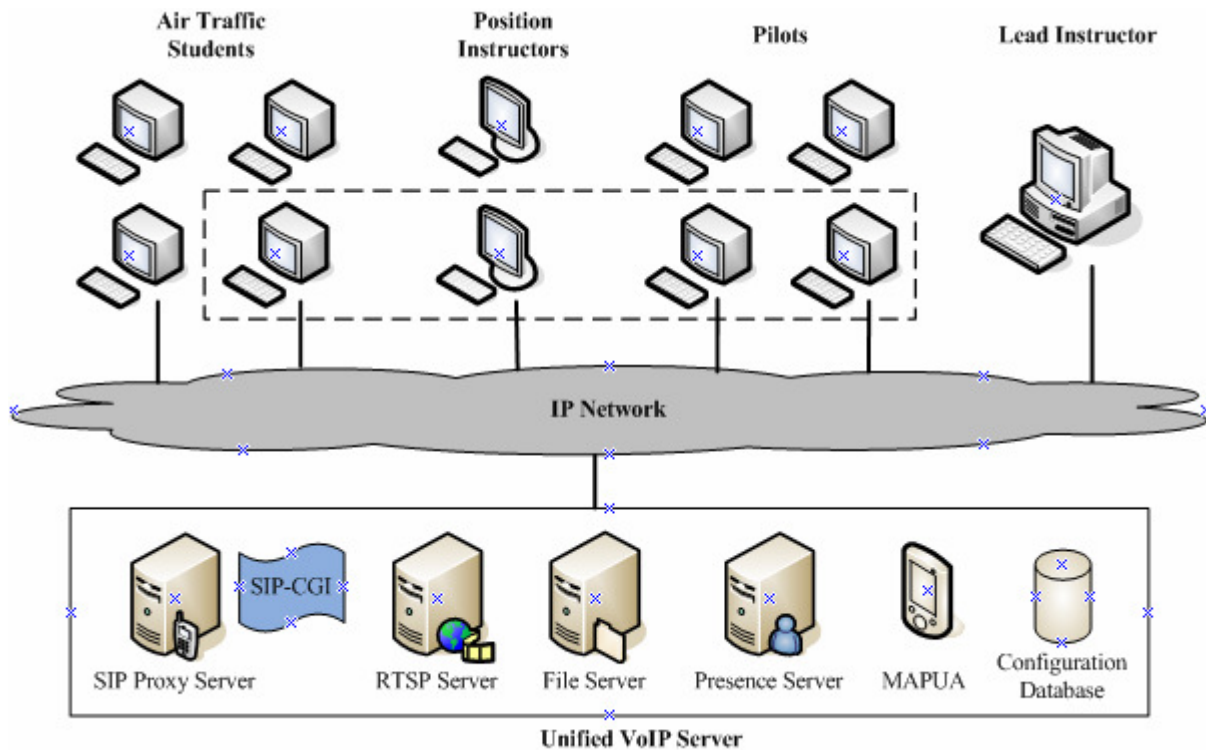 Air Traffic
Students
Position
Instructors
Pilots
Lead Instructor
IP Network
SIP-CGI
SIP Proxy Server
RTSP Server
File Server
Presence Server
MAPUA
Configuration
Database
Unified VoIP Server